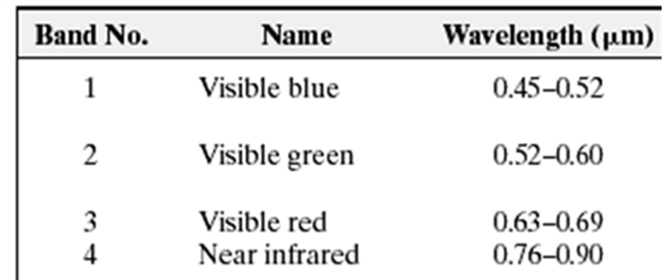 Band No. Name Wavelength (μm)
1 Visible blue 0.45–0.52
2 Visible green 0.52–0.60
3 Visible red 0.63–0.69
4 Near infrared 0.76–0.90